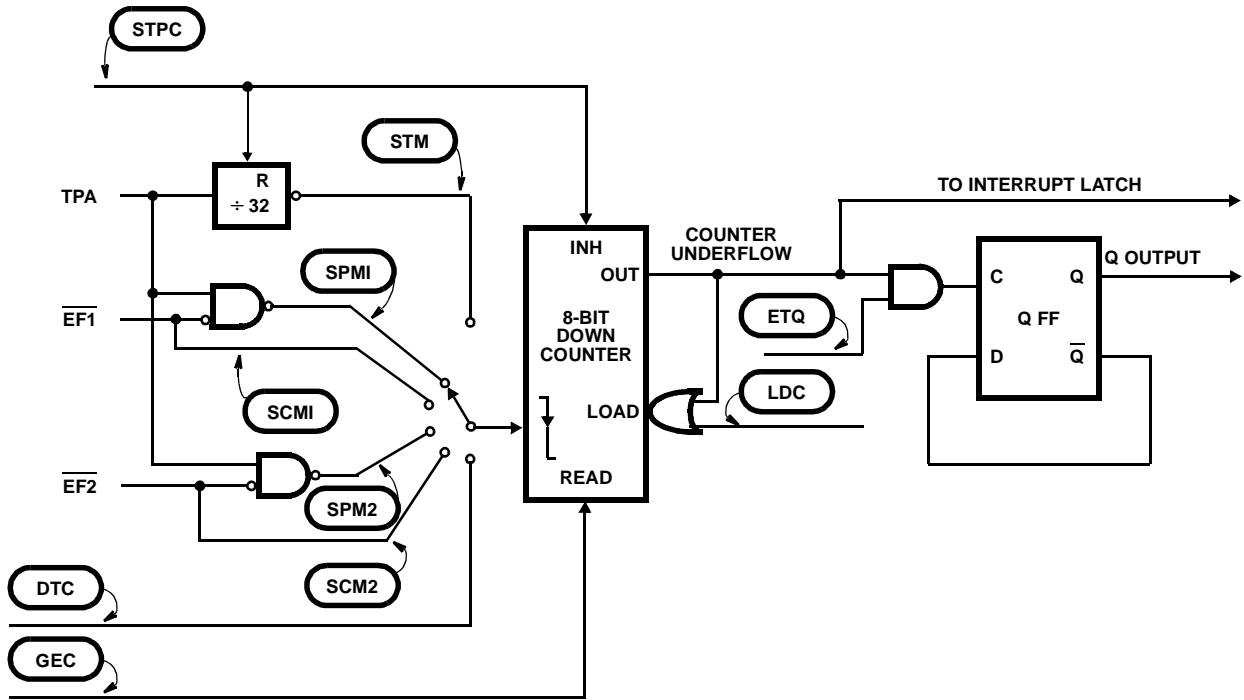 STPC
STM
TPA
R
÷ 32
TO INTERRUPT LATCH
INH
COUNTER
UNDERFLOW
OUT
SPMI
C
Q
Q OUTPUT
EF1
8-BIT
DOWN
COUNTER
ETQ
Q FF
D
Q
SCMI
LOAD
LDC
READ
EF2
SPM2
SCM2
DTC
GEC